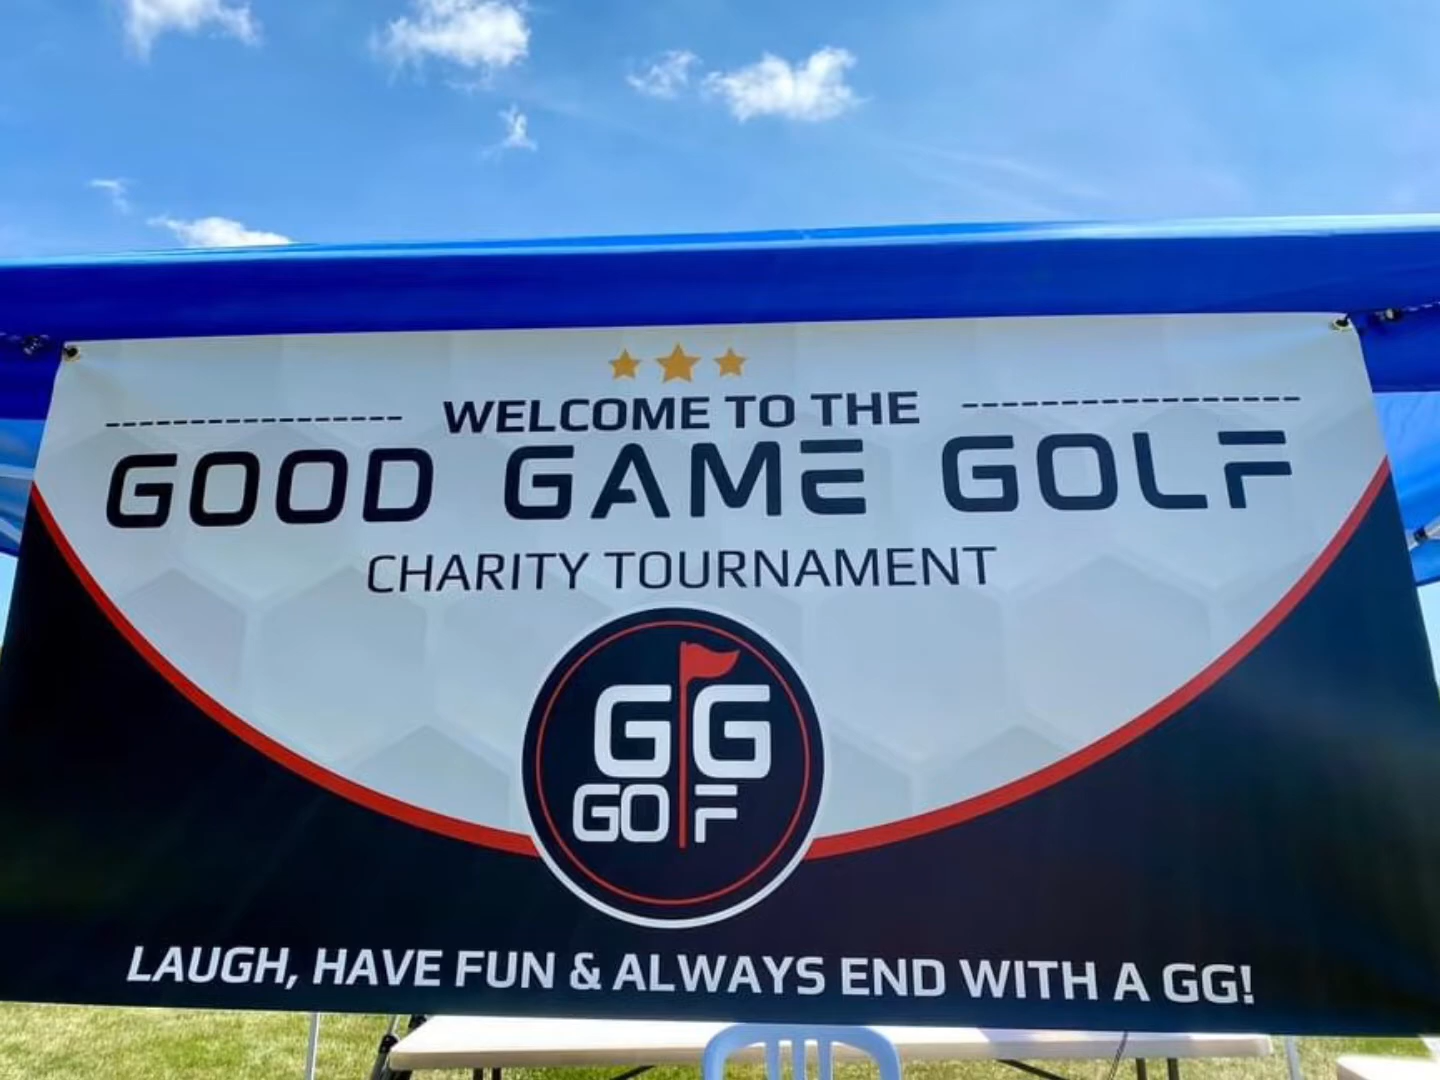 WELCOME TO THE
GOOD GAME GOLF
CHARITY TOURNAMENT
GG
GOLF
LAUGH, HAVE FUN & ALWAYS END WITH A GG!